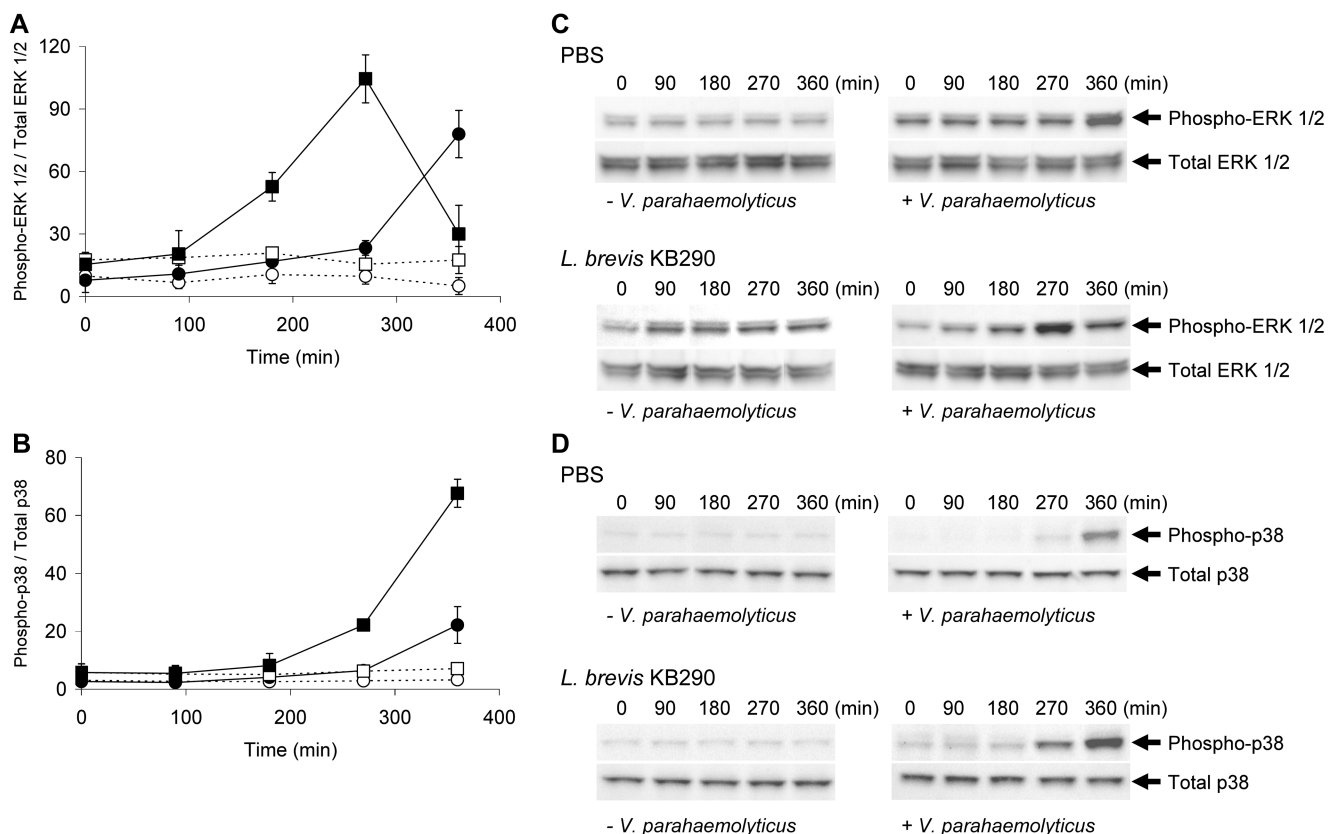 A
Phospho-ERK 1/2 / Total ERK 1/2
120
90
60
30
0
0 100 200 300 400
Time (min)
B
Phospho-p38 / Total p38
80
60
40
20
0
0 100 200 300 400
Time (min)
C
PBS
0 90 180 270 360 (min)
0 90 180 270 360 (min)
Phospho-ERK 1/2
Total ERK 1/2
- V. parahaemolyticus
+ V. parahaemolyticus
L. brevis KB290
0 90 180 270 360 (min)
0 90 180 270 360 (min)
Phospho-ERK 1/2
Total ERK 1/2
- V. parahaemolyticus
+ V. parahaemolyticus
D
PBS
0 90 180 270 360 (min)
0 90 180 270 360 (min)
Phospho-p38
Total p38
- V. parahaemolyticus
+ V. parahaemolyticus
L. brevis KB290
0 90 180 270 360 (min)
0 90 180 270 360 (min)
Phospho-p38
Total p38
- V. parahaemolyticus
+ V. parahaemolyticus